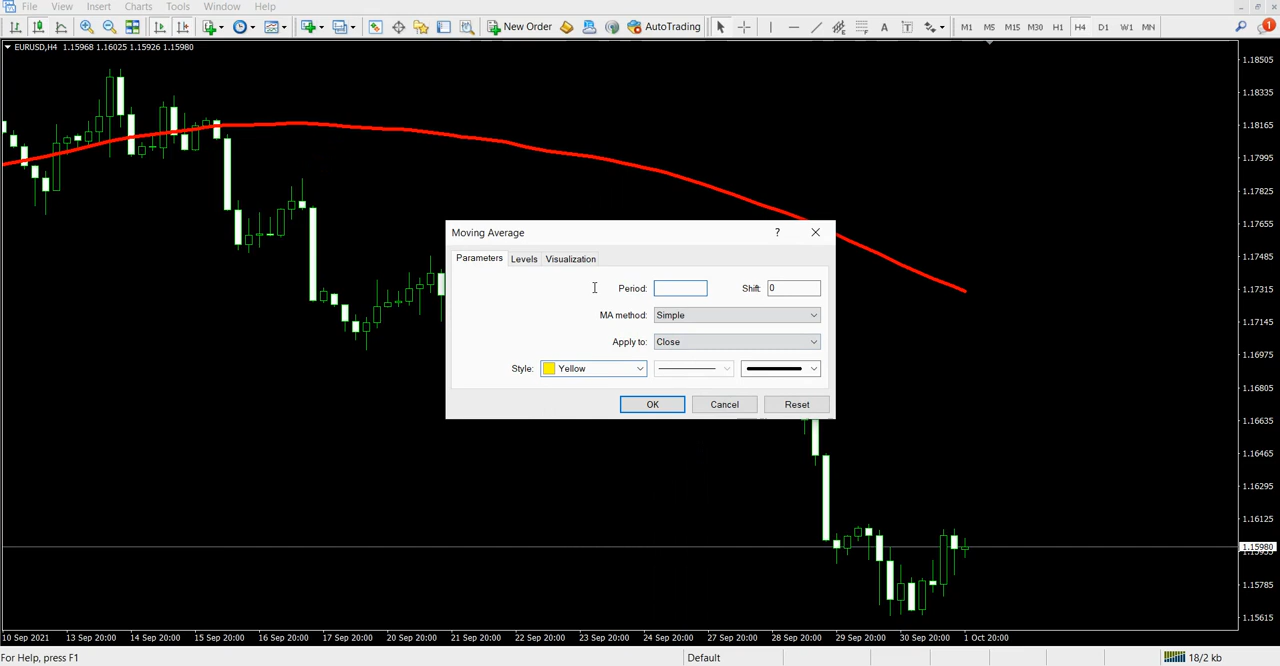 File View Insert Charts Tools Window Help
New Order AutoTrading A T M1 M5 M15 M30 H1 H4 D1 W1 MN 1
EURUSD,H4 1.15968 1.16025 1.15926 1.15980
1.18505
1.18335
1.18165
1.17995
1.17825
1.17655
1.17485
1.17315
1.17145
1.16975
1.16805
1.16635
1.16465
1.16295
1.16125
1.15980
1.15785
1.15615
Moving Average ?
Parameters Levels Visualization
Period: Shift: 0
MA method: Simple
Apply to: Close
Style: Yellow
OK Cancel Reset
10 Sep 2021 13 Sep 20:00 14 Sep 20:00 15 Sep 20:00 16 Sep 20:00 17 Sep 20:00 20 Sep 20:00 21 Sep 20:00 22 Sep 20:00 23 Sep 20:00 24 Sep 20:00 27 Sep 20:00 28 Sep 20:00 29 Sep 20:00 30 Sep 20:00 1 Oct 20:00
For Help, press F1 Default 18/2 kb